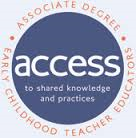 • ASSOCIATE DEGREE •
EARLY CHILDHOOD TEACHER EDUCATORS
access
to shared knowledge
and practices